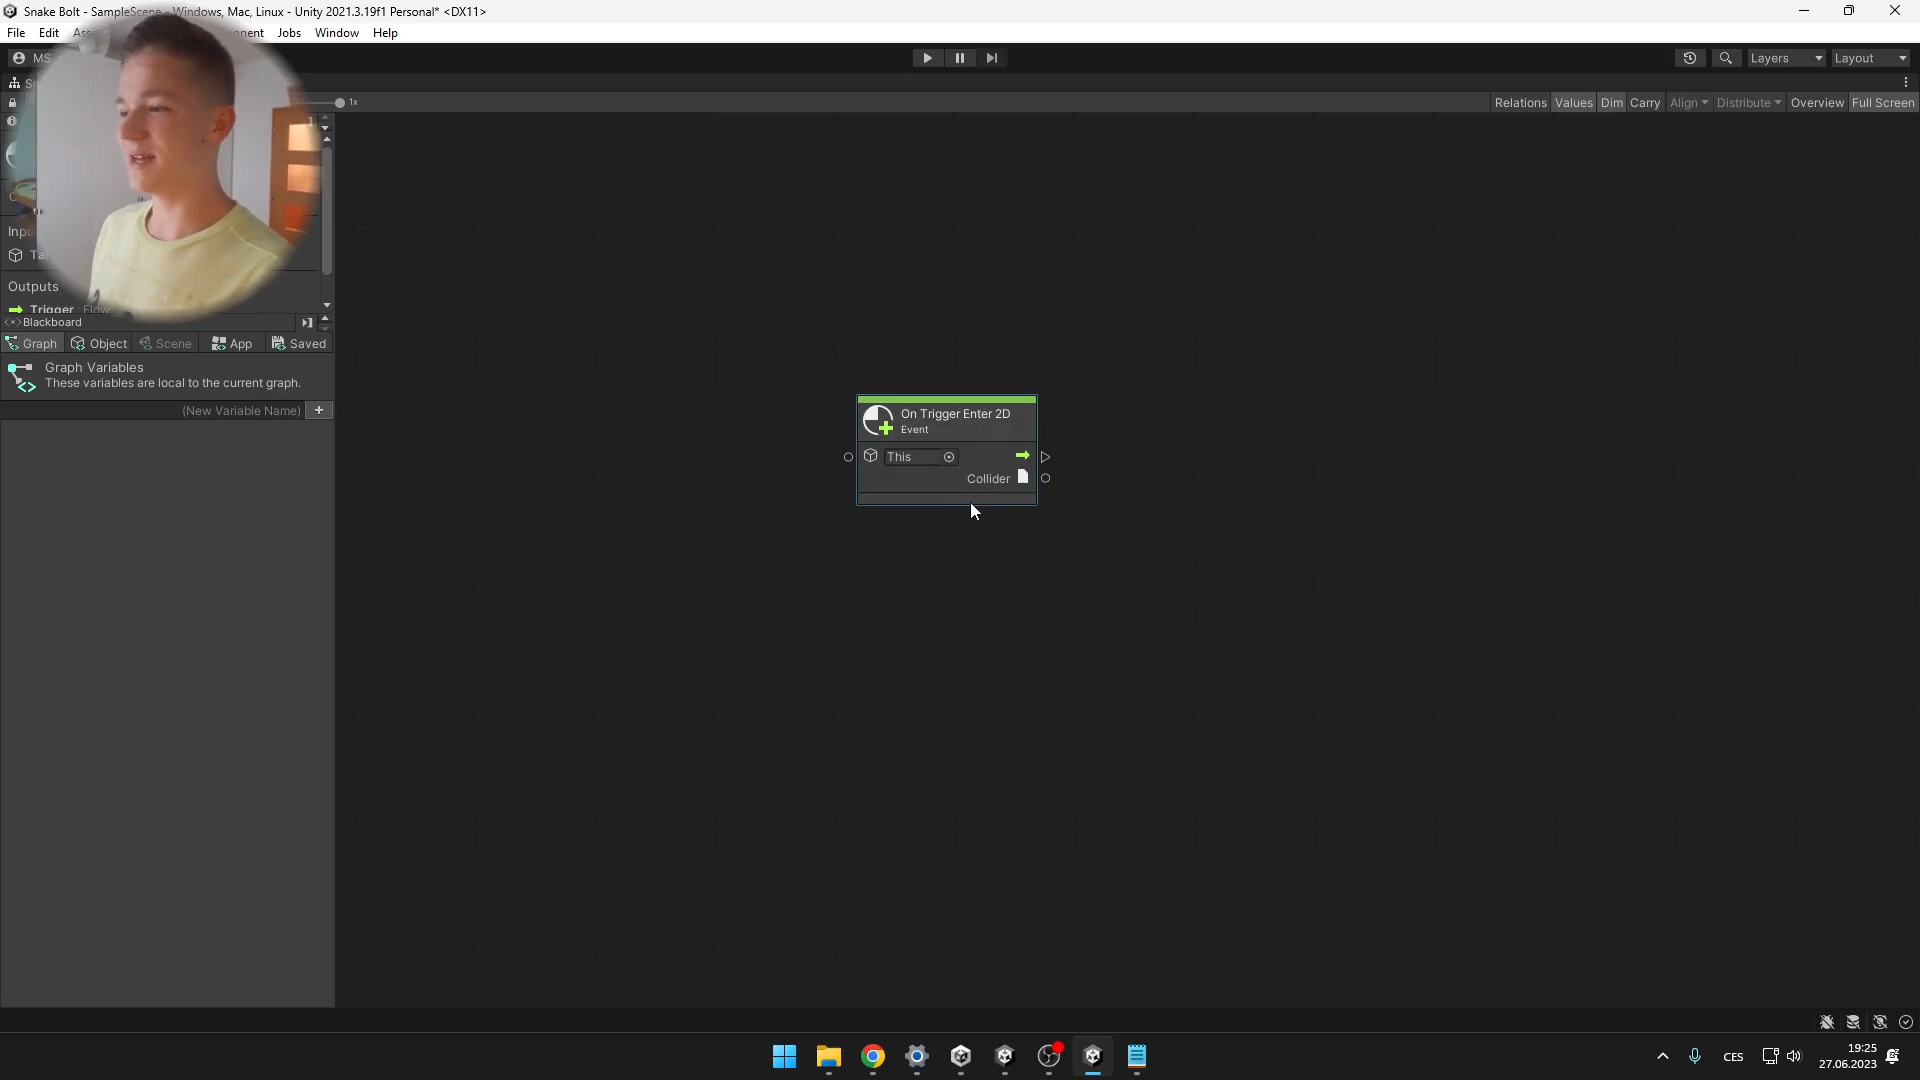 Snake Bolt - SampleScene - Windows, Mac, Linux - Unity 2021.3.19f1 Personal* <DX11>
File Edit Jobs Window Help
MS
Layers Layout
1x Relations Values Dim Carry Align Distribute Overview Full Screen
Outputs
Trigger : Flow
<×> Blackboard
Graph Object Scene App Saved
Graph Variables
These variables are local to the current graph.
(New Variable Name) +
On Trigger Enter 2D
Event
This
Collider
CES 19:25
27.06.2023